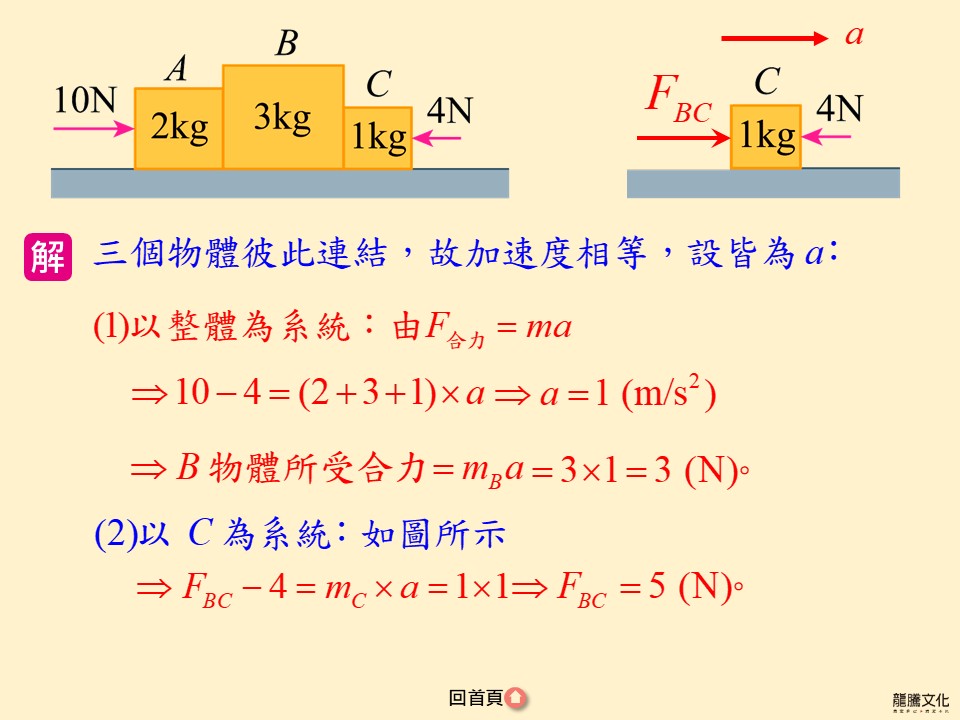 10N A 2kg B 3kg C 1kg 4N
a
F_BC C 1kg 4N
解 三個物體彼此連結，故加速度相等，設皆為 a：
(1)以整體為系統：由F合力 = ma
⇒10 − 4 = (2 + 3 + 1) × a ⇒ a = 1 (m/s²)
⇒ B 物體所受合力 = m_B a = 3 × 1 = 3 (N)。
(2)以 C 為系統：如圖所示
⇒ F_BC − 4 = m_C × a = 1 × 1 ⇒ F_BC = 5 (N)。
回首頁
龍騰文化